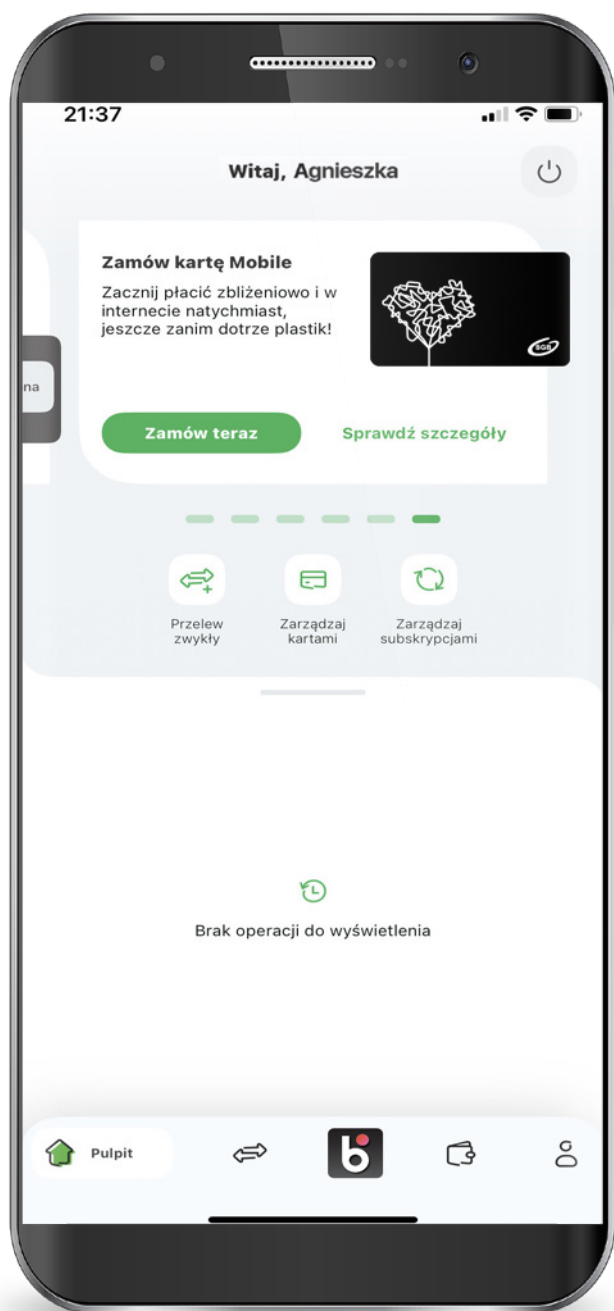 21:37
Witaj, Agnieszka
Zamów kartę Mobile
Zacznij płacić zbliżeniowo i w
internecie natychmiast,
jeszcze zanim dotrze plastik!
SGB
na
Zamów teraz
Sprawdź szczegóły
Przelew
zwykły
Zarządzaj
kartami
Zarządzaj
subskrypcjami
Brak operacji do wyświetlenia
Pulpit
b